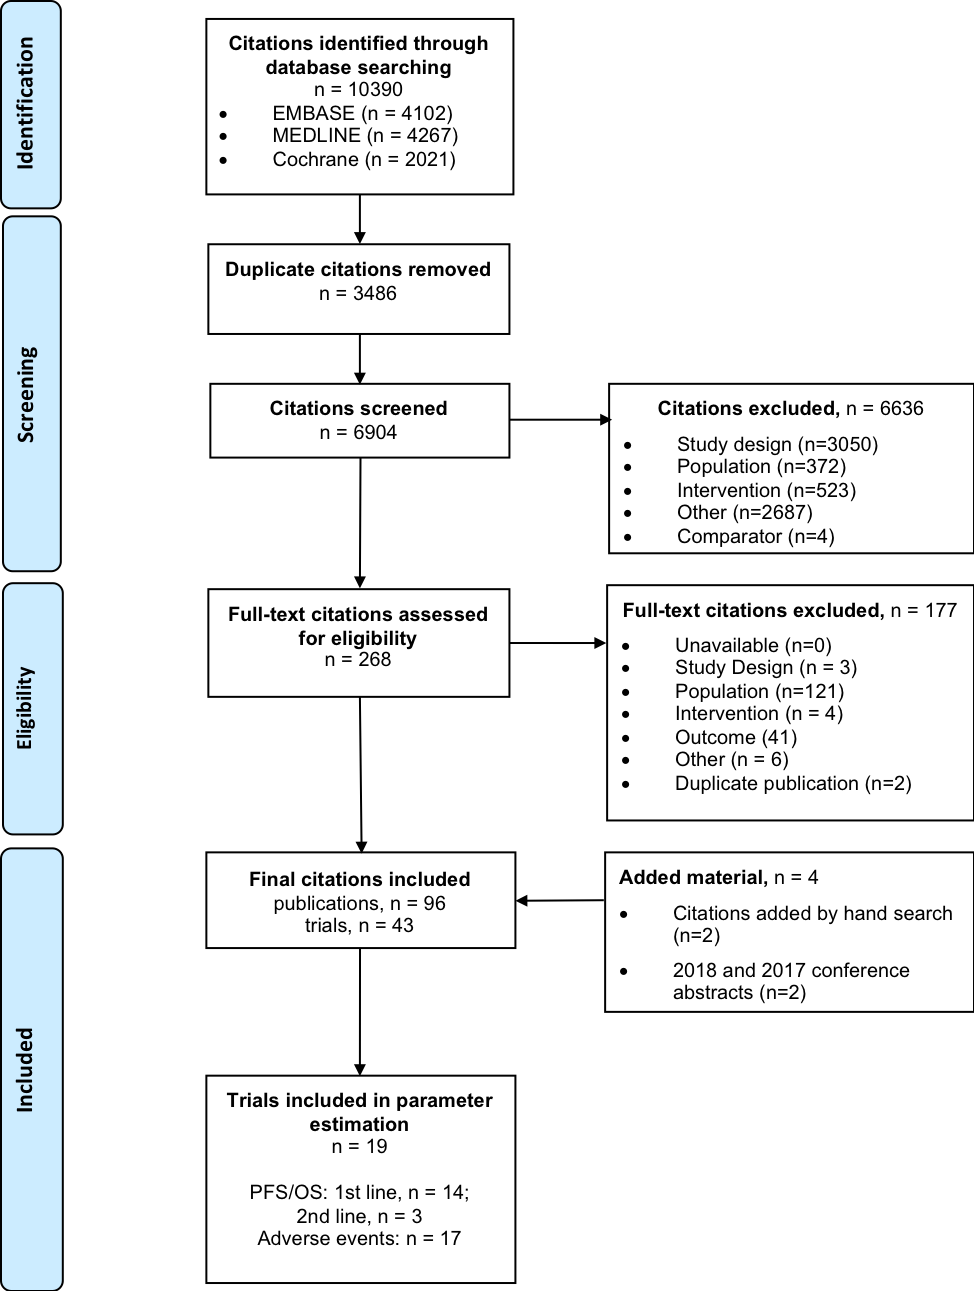 Identification
Citations identified through
database searching
n = 10390
• EMBASE (n = 4102)
• MEDLINE (n = 4267)
• Cochrane (n = 2021)
Screening
Duplicate citations removed
n = 3486
Citations screened
n = 6904
Citations excluded, n = 6636
• Study design (n=3050)
• Population (n=372)
• Intervention (n=523)
• Other (n=2687)
• Comparator (n=4)
Eligibility
Full-text citations assessed
for eligibility
n = 268
Full-text citations excluded, n = 177
• Unavailable (n=0)
• Study Design (n = 3)
• Population (n=121)
• Intervention (n = 4)
• Outcome (41)
• Other (n = 6)
• Duplicate publication (n=2)
Included
Final citations included
publications, n = 96
trials, n = 43
Added material, n = 4
• Citations added by hand search
(n=2)
• 2018 and 2017 conference
abstracts (n=2)
Trials included in parameter
estimation
n = 19
PFS/OS: 1st line, n = 14;
2nd line, n = 3
Adverse events: n = 17